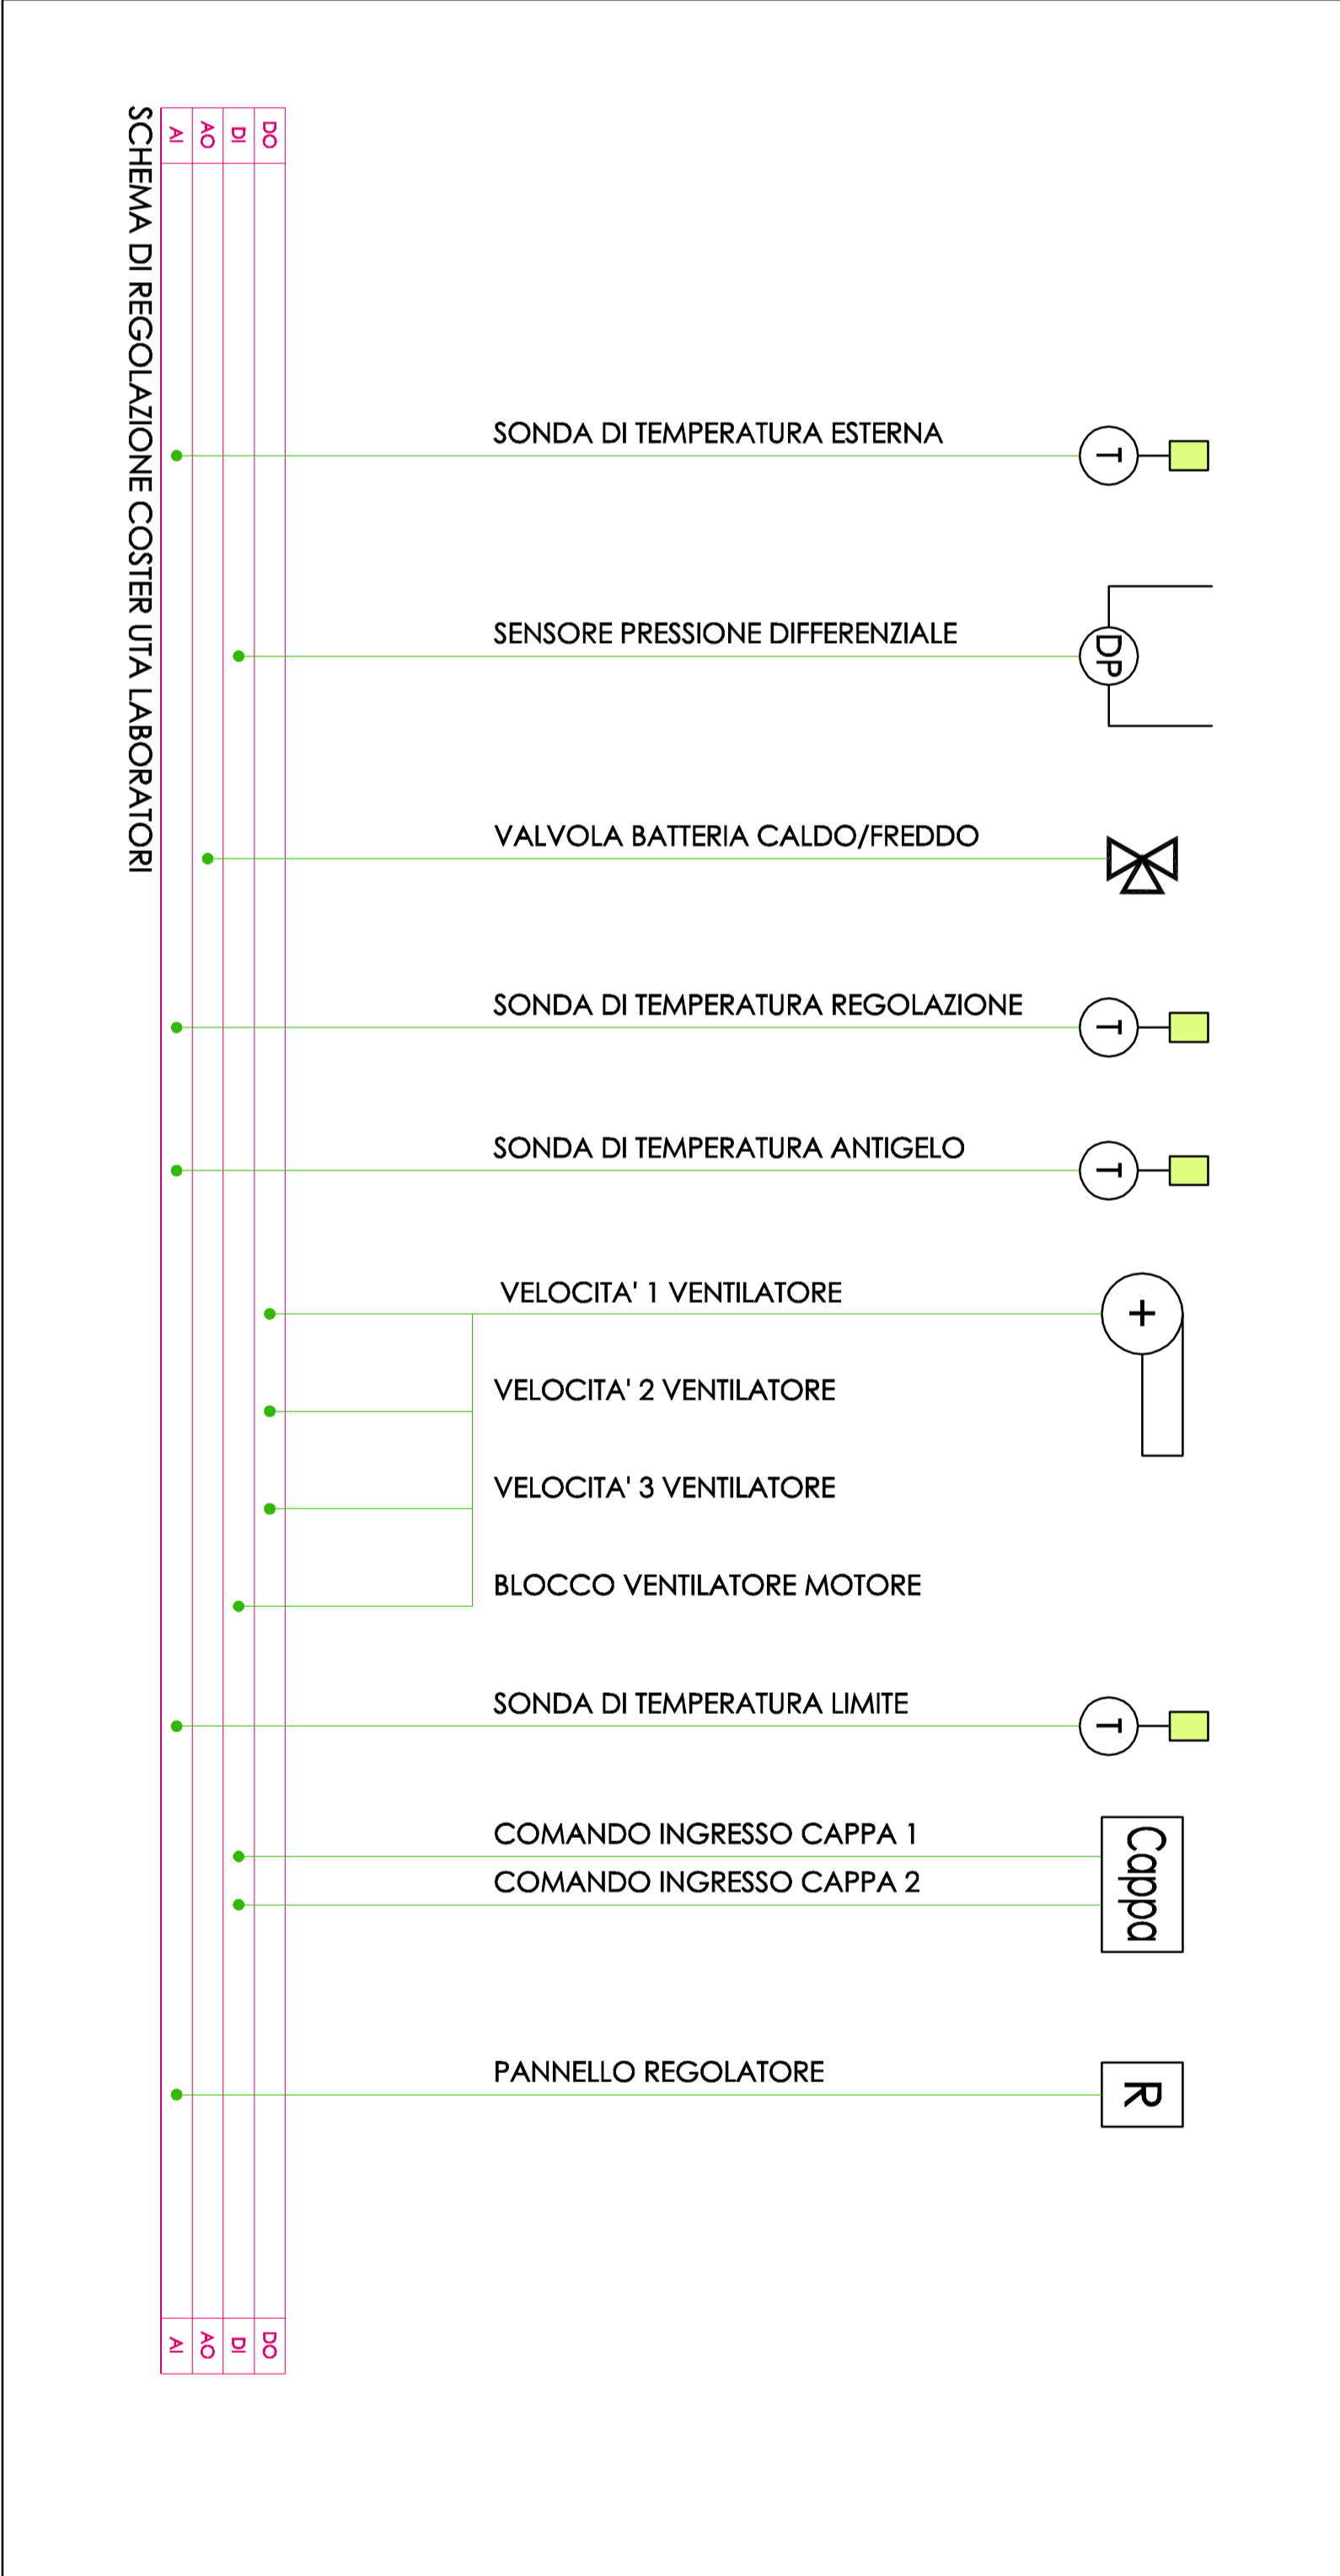 SCHEMA DI REGOLAZIONE COSTER UTA LABORATORI
DO
DI
AO
AI
SONDA DI TEMPERATURA ESTERNA
T
SENSORE PRESSIONE DIFFERENZIALE
DP
VALVOLA BATTERIA CALDO/FREDDO
SONDA DI TEMPERATURA REGOLAZIONE
T
SONDA DI TEMPERATURA ANTIGELO
T
VELOCITA' 1 VENTILATORE
+
VELOCITA' 2 VENTILATORE
VELOCITA' 3 VENTILATORE
BLOCCO VENTILATORE MOTORE
SONDA DI TEMPERATURA LIMITE
T
COMANDO INGRESSO CAPPA 1
COMANDO INGRESSO CAPPA 2
Cappa
PANNELLO REGOLATORE
R
DO
DI
AO
AI